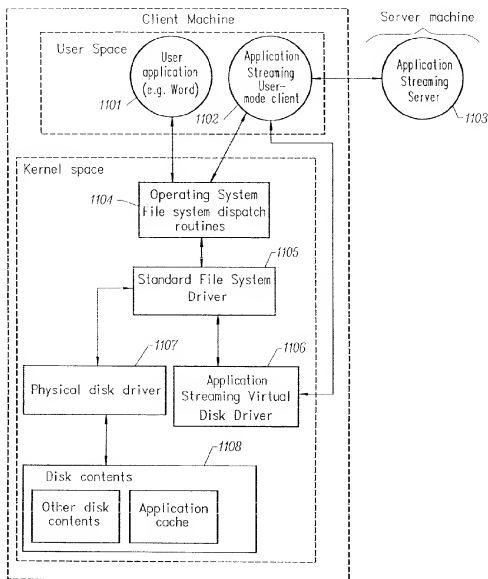 Client Machine
Server machine
User Space
User
application
(e.g. Word)
1101
Application
Streaming
User-
mode client
1102
Application
Streaming
Server
1103
Kernel space
1104
Operating System
File system dispatch
routines
1105
Standard File System
Driver
1107
Physical disk driver
1106
Application
Streaming Virtual
Disk Driver
1108
Disk contents
Other disk
contents
Application
cache